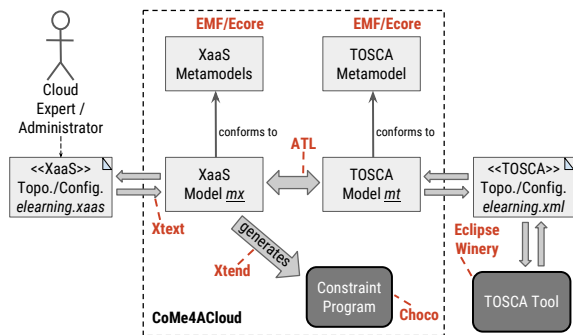 EMF/Ecore
EMF/Ecore
XaaS
Metamodels
TOSCA
Metamodel
Cloud
Expert /
Administrator
conforms to
conforms to
ATL
<<XaaS>>
Topo./Config.
elearning.xaas
XaaS
Model mx
TOSCA
Model mt
<<TOSCA>>
Topo./Config.
elearning.xml
Xtext
generates
Xtend
Eclipse
Winery
Constraint
Program
TOSCA Tool
Choco
CoMe4ACloud